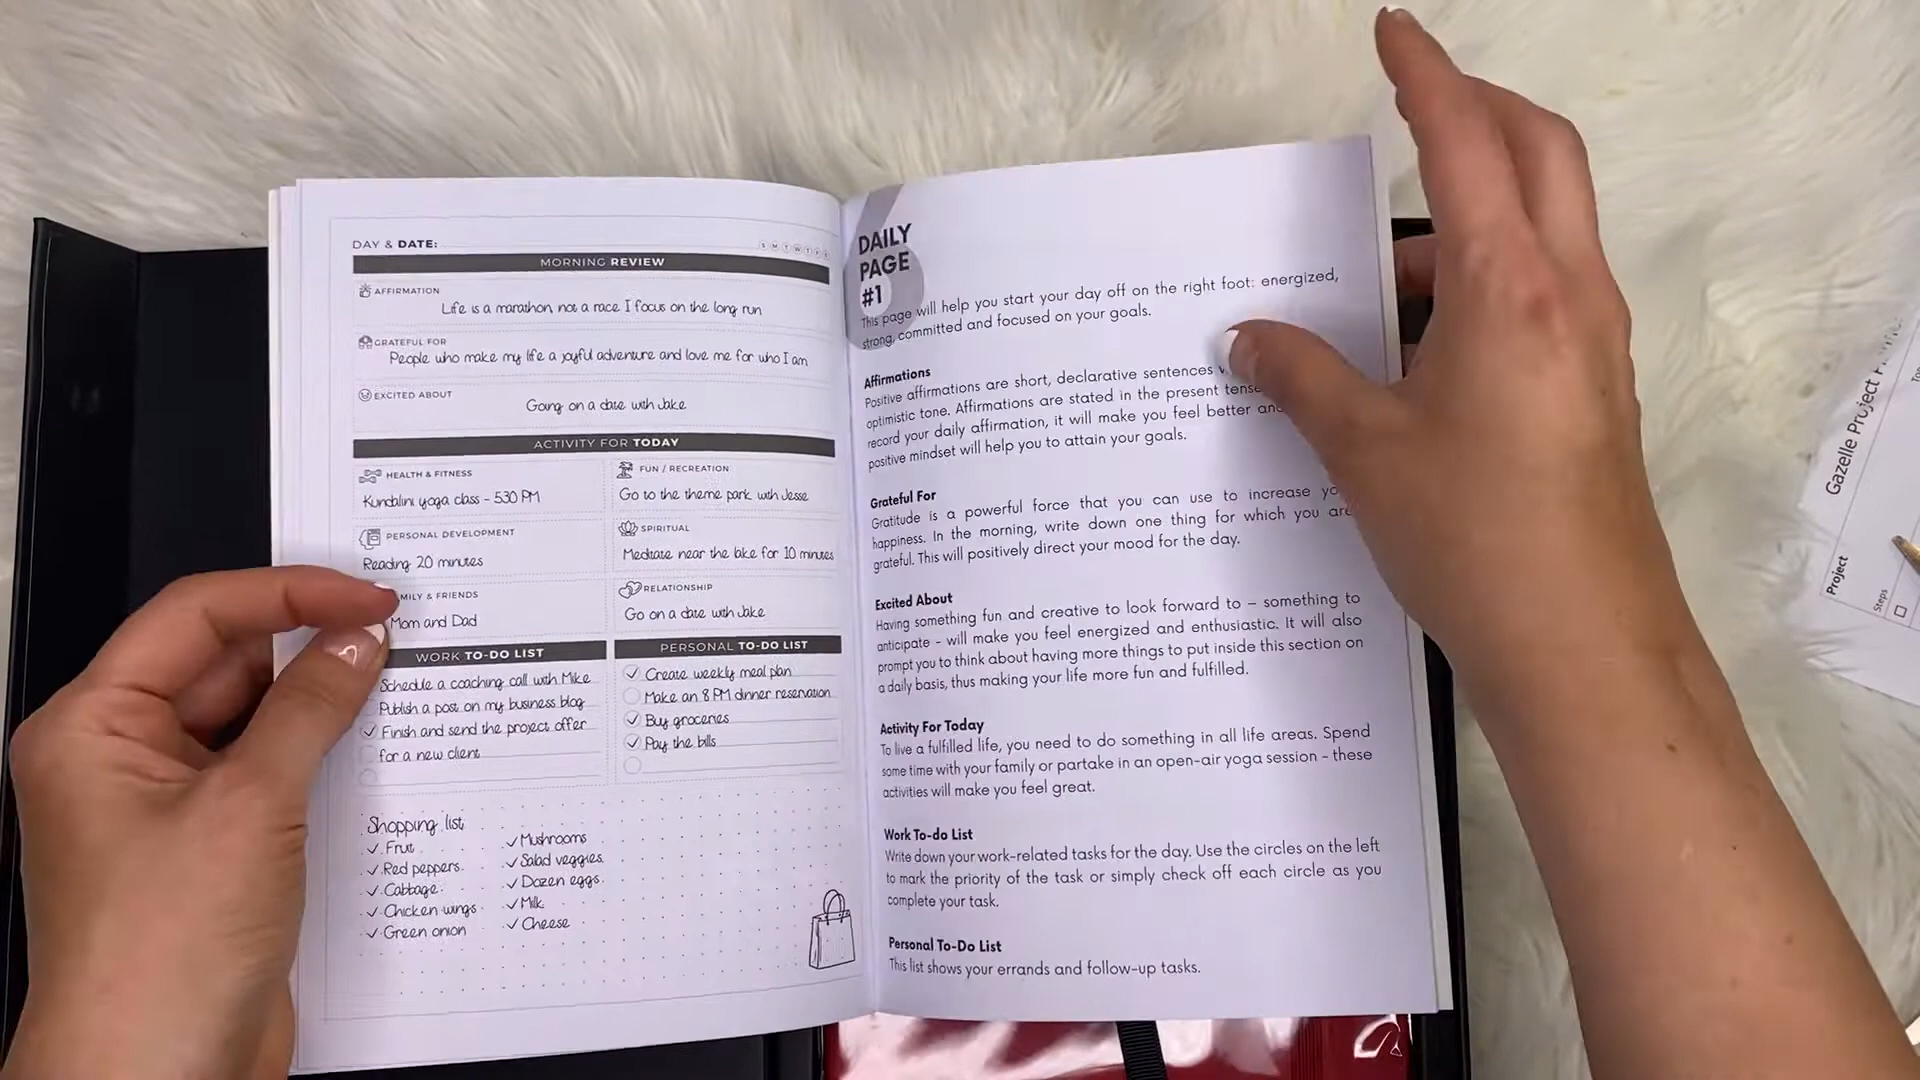 DAY & DATE:
S M T W T F S
MORNING REVIEW
AFFIRMATION
Life is a marathon, not a race. I focus on the long run
GRATEFUL FOR
People who make my life a joyful adventure and love me for who I am
EXCITED ABOUT
Going on a date with Jake
ACTIVITY FOR TODAY
HEALTH & FITNESS
Kundalini yoga class - 5:30 PM
FUN / RECREATION
Go to the theme park with Jesse
PERSONAL DEVELOPMENT
Reading 20 minutes
SPIRITUAL
Meditate near the lake for 10 minutes
MILY & FRIENDS
Mom and Dad
RELATIONSHIP
Go on a date with Jake
WORK TO-DO LIST
Schedule a coaching call with Mike
Publish a post on my business blog
Finish and send the project offer
for a new client
PERSONAL TO-DO LIST
Create weekly meal plan
Make an 8 PM dinner reservation
Buy groceries
Pay the bills
Shopping list
Fruit
Red peppers
Cabbage
Chicken wings
Green onion
Mushrooms
Salad veggies
Dozen eggs
Milk
Cheese
DAILY
PAGE
#1
This page will help you start your day off on the right foot: energized,
strong, committed and focused on your goals.
Affirmations
Positive affirmations are short, declarative sentences
optimistic tone. Affirmations are stated in the present tense
record your daily affirmation, it will make you feel better and
positive mindset will help you to attain your goals.
Grateful For
Gratitude is a powerful force that you can use to increase
happiness. In the morning, write down one thing for which you are
grateful. This will positively direct your mood for the day.
Excited About
Having something fun and creative to look forward to – something to
anticipate - will make you feel energized and enthusiastic. It will also
prompt you to think about having more things to put inside this section on
a daily basis, thus making your life more fun and fulfilled.
Activity For Today
To live a fulfilled life, you need to do something in all life areas. Spend
some time with your family or partake in an open-air yoga session – these
activities will make you feel great.
Work To-do List
Write down your work-related tasks for the day. Use the circles on the left
to mark the priority of the task or simply check off each circle as you
complete your task.
Personal To-Do List
This list shows your errands and follow-up tasks.
Gazelle Project
Project
Steps